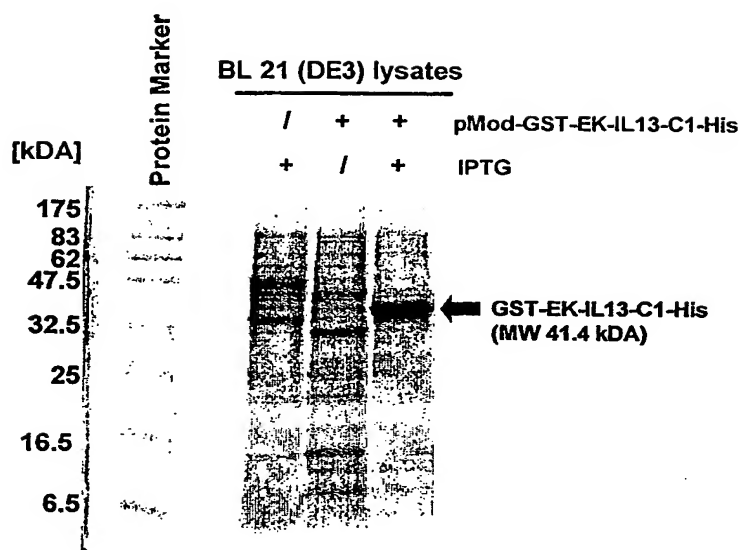 Protein Marker
BL 21 (DE3) lysates
/ + + pMod-GST-EK-IL13-C1-His
[kDA]
+ / + IPTG
175
83
62
47.5
32.5
25
16.5
6.5
GST-EK-IL13-C1-His
(MW 41.4 kDA)